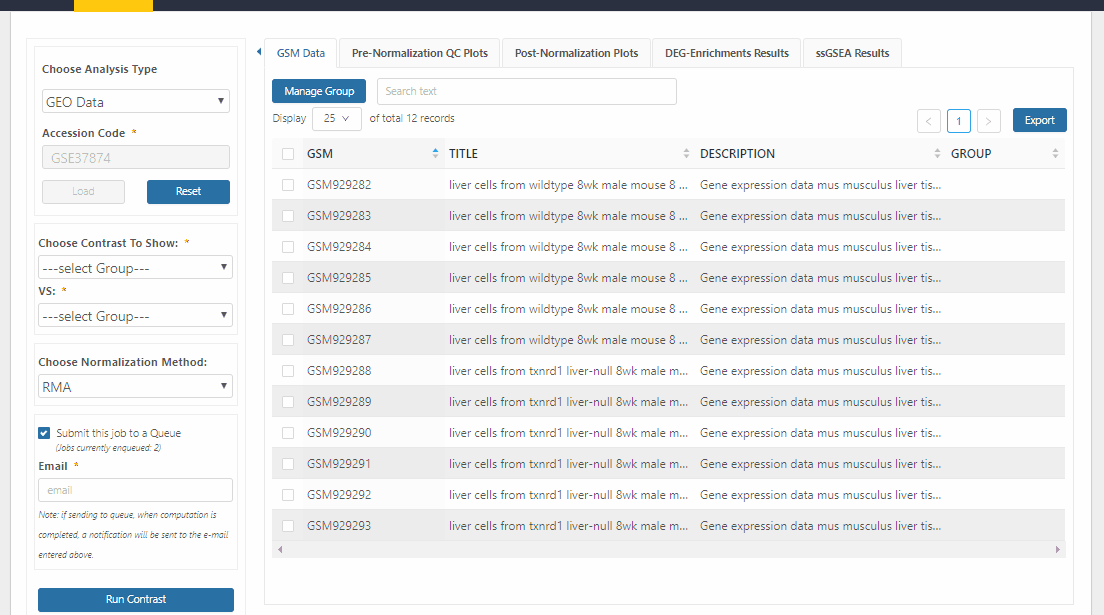 Choose Analysis Type
GEO Data
Accession Code *
GSE37874
Load Reset
Choose Contrast To Show: *
---select Group---
VS: *
---select Group---
Choose Normalization Method:
RMA
Submit this job to a Queue
(Jobs currently enqueued: 2)
Email *
email
Note: if sending to queue, when computation is
completed, a notification will be sent to the e-mail
entered above.
Run Contrast
GSM Data Pre-Normalization QC Plots Post-Normalization Plots DEG-Enrichments Results ssGSEA Results
Manage Group Search text
Display 25 of total 12 records < 1 > Export
GSM TITLE DESCRIPTION GROUP
GSM929282 liver cells from wildtype 8wk male mouse 8 ... Gene expression data mus musculus liver tis...
GSM929283 liver cells from wildtype 8wk male mouse 8 ... Gene expression data mus musculus liver tis...
GSM929284 liver cells from wildtype 8wk male mouse 8 ... Gene expression data mus musculus liver tis...
GSM929285 liver cells from wildtype 8wk male mouse 8 ... Gene expression data mus musculus liver tis...
GSM929286 liver cells from wildtype 8wk male mouse 8 ... Gene expression data mus musculus liver tis...
GSM929287 liver cells from wildtype 8wk male mouse 8 ... Gene expression data mus musculus liver tis...
GSM929288 liver cells from txnrd1 liver-null 8wk male m... Gene expression data mus musculus liver tis...
GSM929289 liver cells from txnrd1 liver-null 8wk male m... Gene expression data mus musculus liver tis...
GSM929290 liver cells from txnrd1 liver-null 8wk male m... Gene expression data mus musculus liver tis...
GSM929291 liver cells from txnrd1 liver-null 8wk male m... Gene expression data mus musculus liver tis...
GSM929292 liver cells from txnrd1 liver-null 8wk male m... Gene expression data mus musculus liver tis...
GSM929293 liver cells from txnrd1 liver-null 8wk male m... Gene expression data mus musculus liver tis...